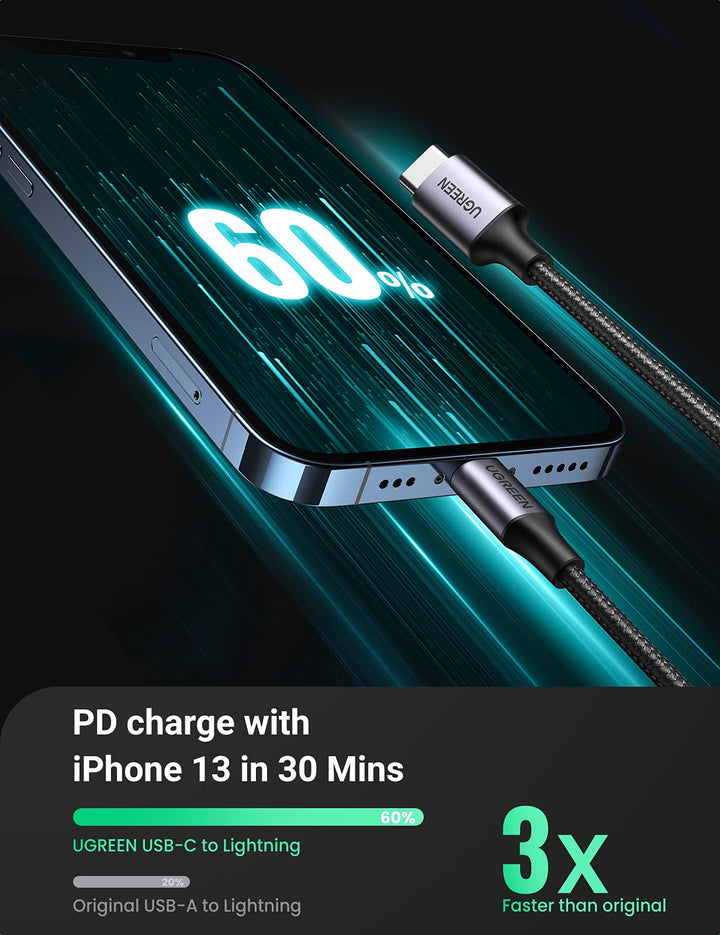 UGREEN
60%
UGREEN
PD charge with
iPhone 13 in 30 Mins
60%
UGREEN USB-C to Lightning
20%
Original USB-A to Lightning
3x
Faster than original